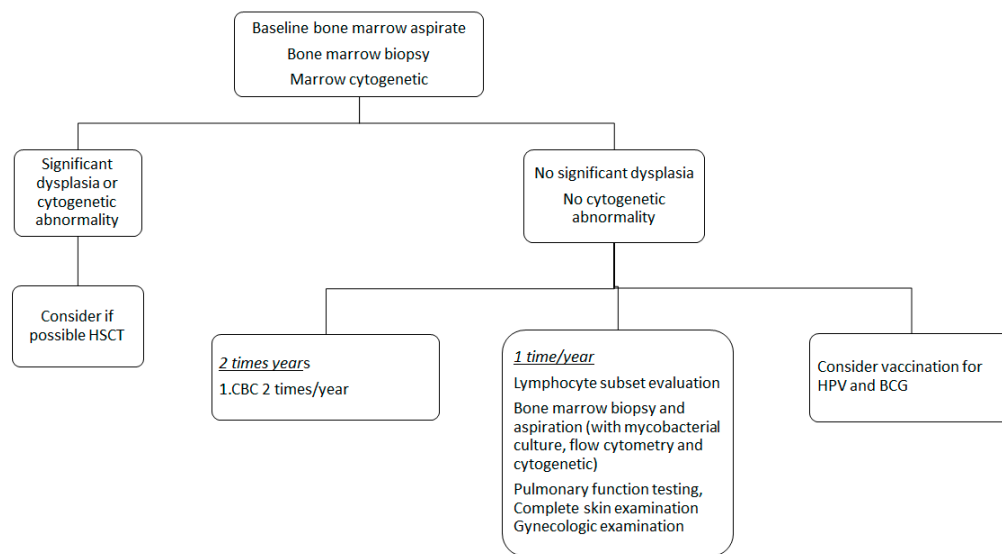 Baseline bone marrow aspirate
Bone marrow biopsy
Marrow cytogenetic
Significant
dysplasia or
cytogenetic
abnormality
No significant dysplasia
No cytogenetic
abnormality
Consider if
possible HSCT
2 times years
1.CBC 2 times/year
1 time/year
Lymphocyte subset evaluation
Bone marrow biopsy and
aspiration (with mycobacterial
culture, flow cytometry and
cytogenetic)
Pulmonary function testing,
Complete skin examination
Gynecologic examination
Consider vaccination for
HPV and BCG